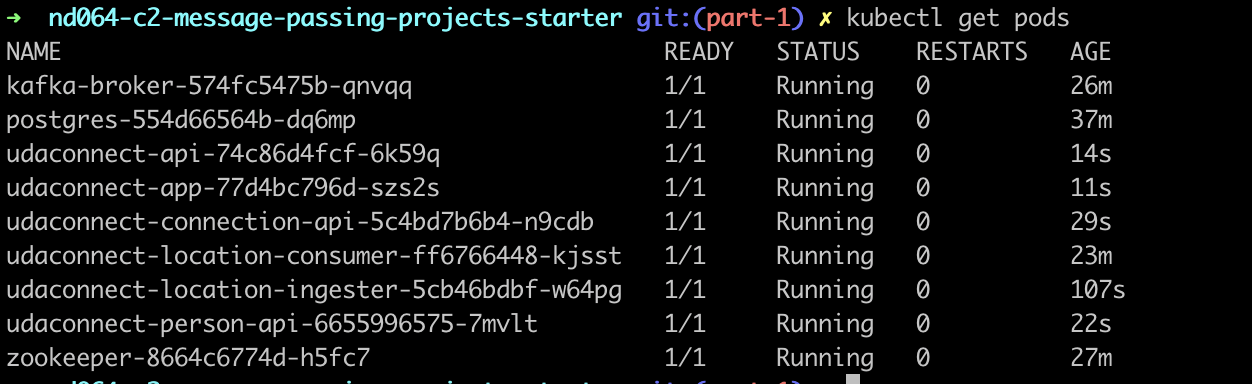 ➜  nd064-c2-message-passing-projects-starter git:(part-1) ✗ kubectl get pods
NAME                                            READY   STATUS    RESTARTS   AGE
kafka-broker-574fc5475b-qnvqq                   1/1     Running   0          26m
postgres-554d66564b-dq6mp                       1/1     Running   0          37m
udaconnect-api-74c86d4fcf-6k59q                 1/1     Running   0          14s
udaconnect-app-77d4bc796d-szs2s                 1/1     Running   0          11s
udaconnect-connection-api-5c4bd7b6b4-n9cdb      1/1     Running   0          29s
udaconnect-location-consumer-ff6766448-kjsst    1/1     Running   0          23m
udaconnect-location-ingester-5cb46bdbf-w64pg    1/1     Running   0          107s
udaconnect-person-api-6655996575-7mvlt          1/1     Running   0          22s
zookeeper-8664c6774d-h5fc7                      1/1     Running   0          27m